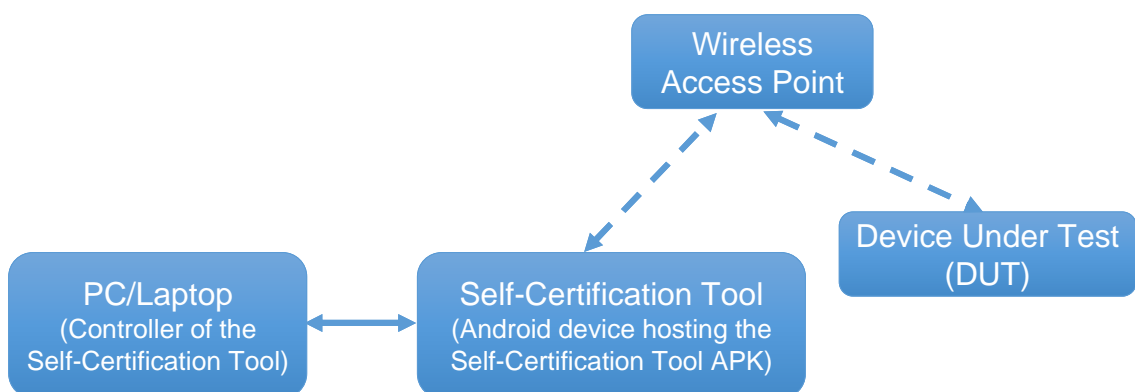 Wireless
Access Point
Device Under Test
(DUT)
PC/Laptop
(Controller of the
Self-Certification Tool)
Self-Certification Tool
(Android device hosting the
Self-Certification Tool APK)